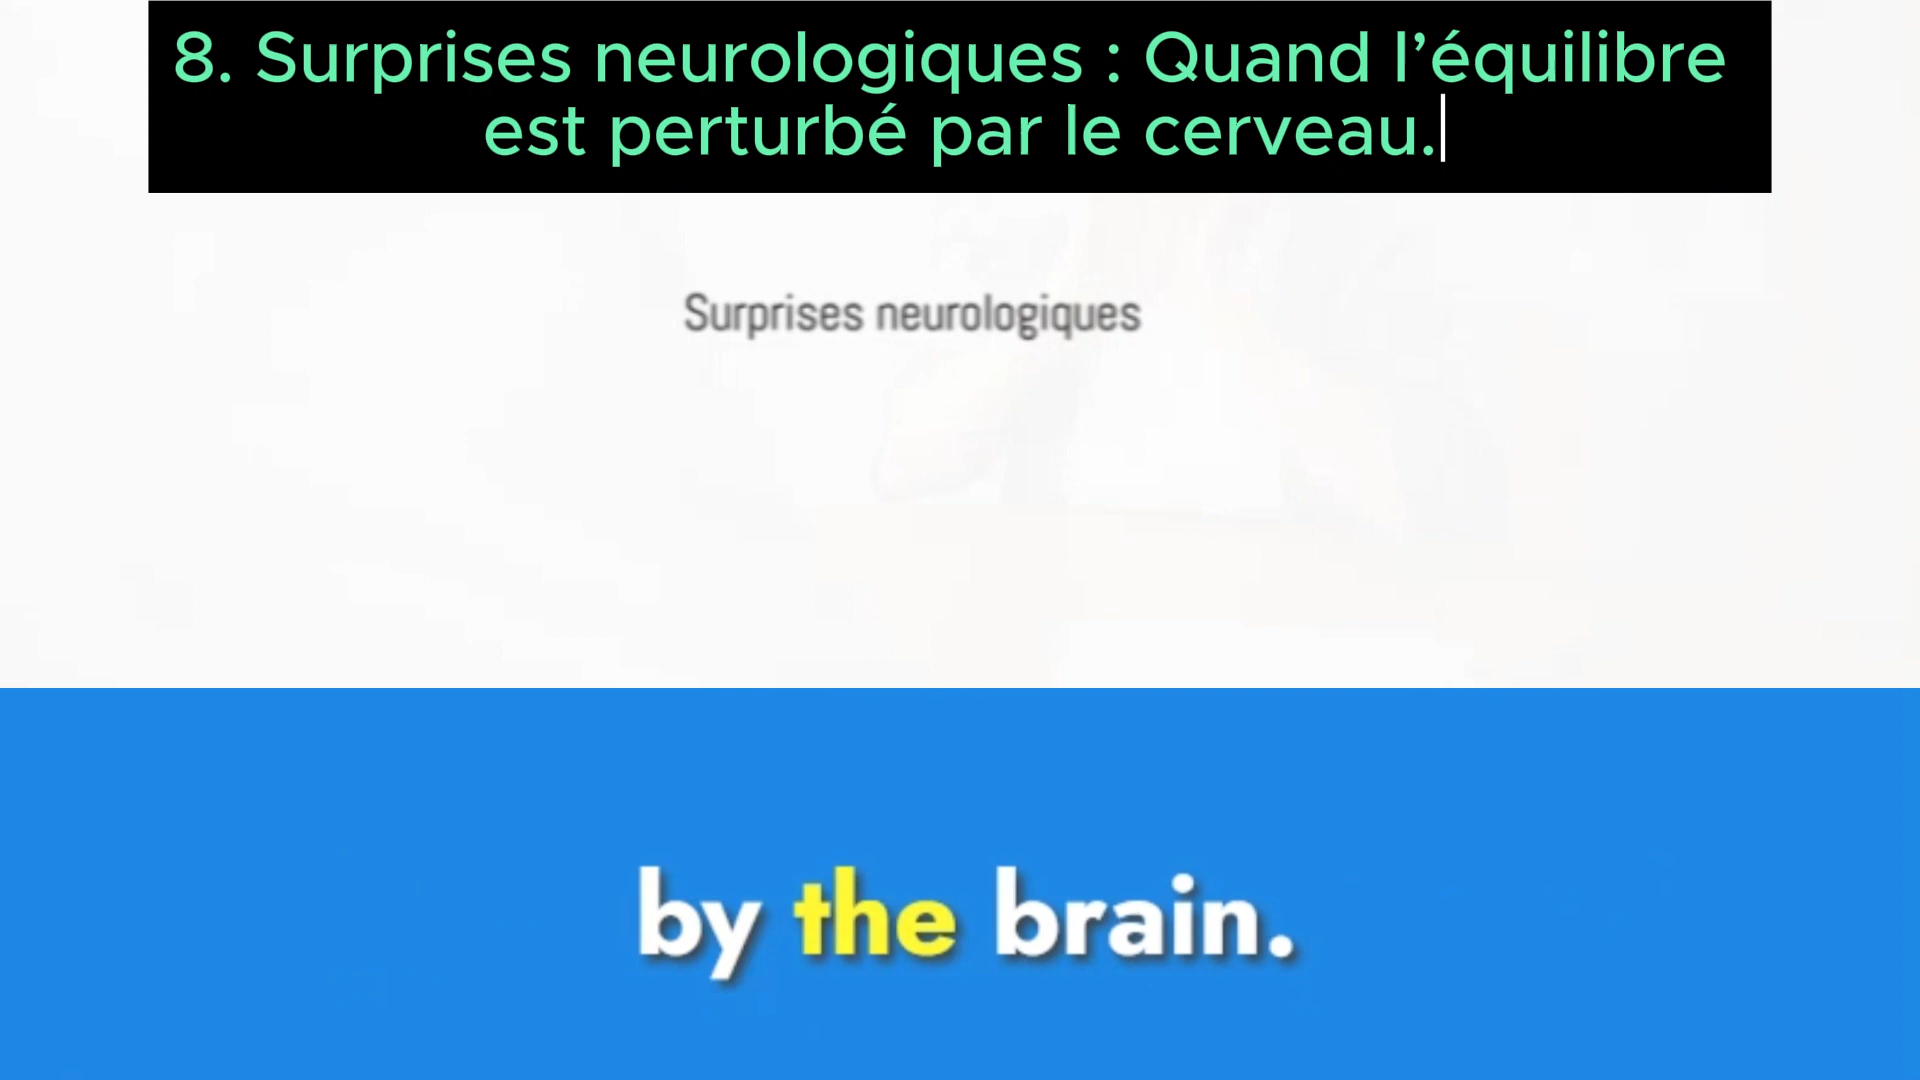 8. Surprises neurologiques : Quand l’équilibre
est perturbé par le cerveau.
Surprises neurologiques
by the brain.